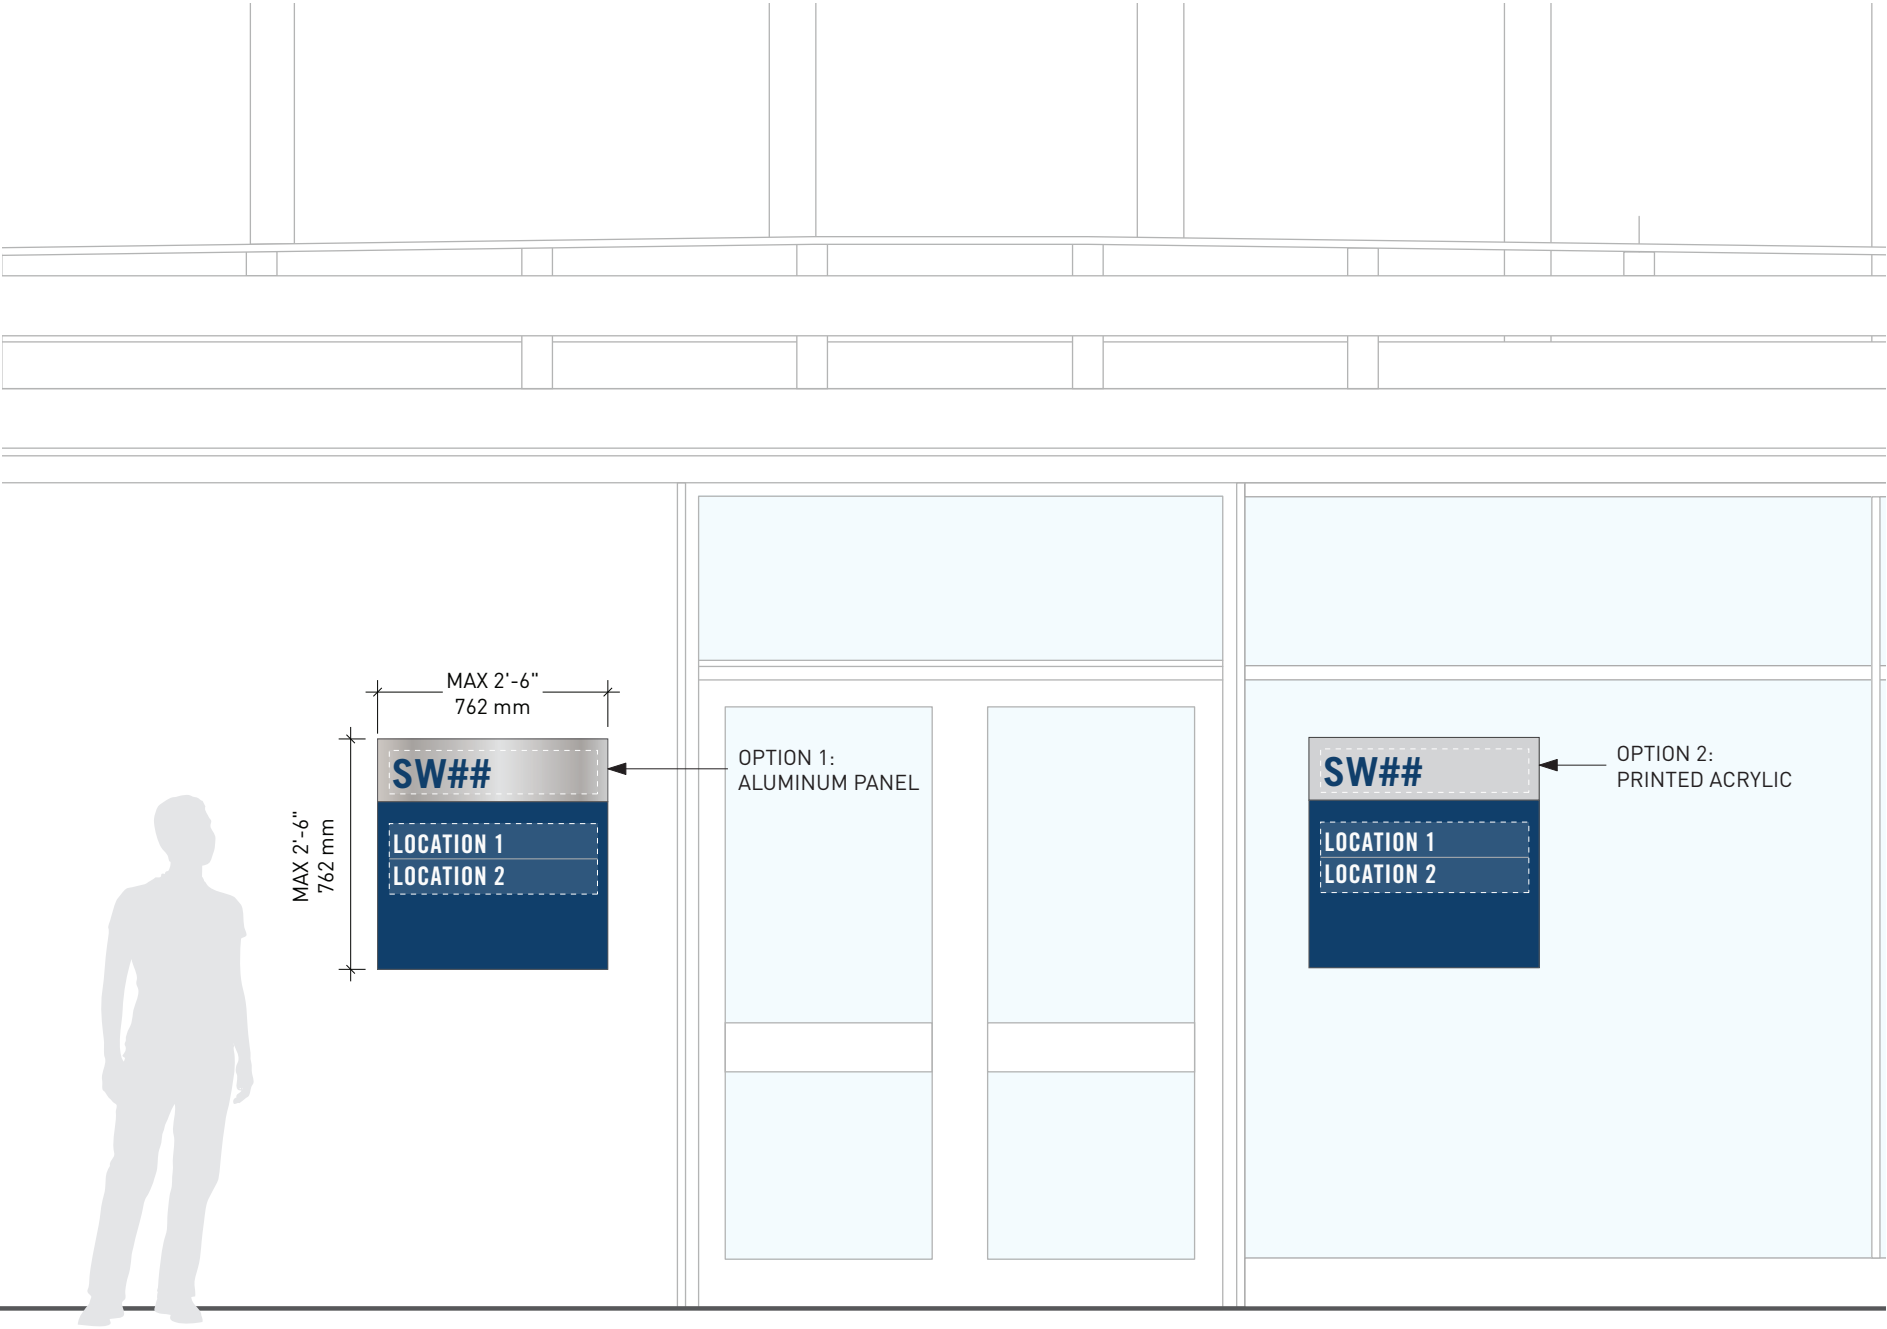 MAX 2'-6"
762 mm
MAX 2'-6"
762 mm
SW##
LOCATION 1
LOCATION 2
OPTION 1:
ALUMINUM PANEL
SW##
LOCATION 1
LOCATION 2
OPTION 2:
PRINTED ACRYLIC